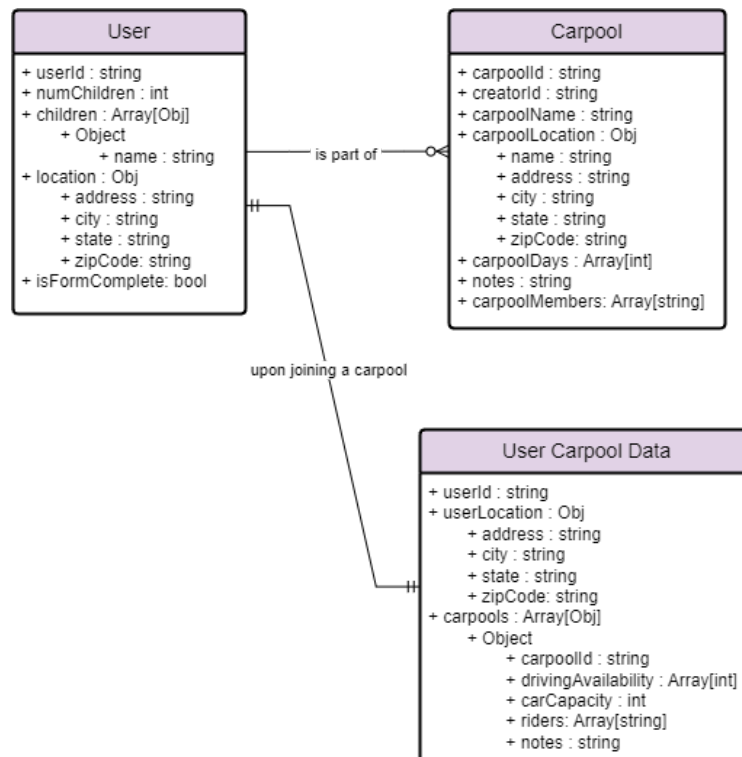 User
+ userId : string
+ numChildren : int
+ children : Array[Obj]
+ Object
+ name : string
+ location : Obj
+ address : string
+ city : string
+ state : string
+ zipCode: string
+ isFormComplete: bool
is part of
Carpool
+ carpoolId : string
+ creatorId : string
+ carpoolName : string
+ carpoolLocation : Obj
+ name : string
+ address : string
+ city : string
+ state : string
+ zipCode: string
+ carpoolDays : Array[int]
+ notes : string
+ carpoolMembers: Array[string]
upon joining a carpool
User Carpool Data
+ userId : string
+ userLocation : Obj
+ address : string
+ city : string
+ state : string
+ zipCode: string
+ carpools : Array[Obj]
+ Object
+ carpoolId : string
+ drivingAvailability : Array[int]
+ carCapacity : int
+ riders: Array[string]
+ notes : string